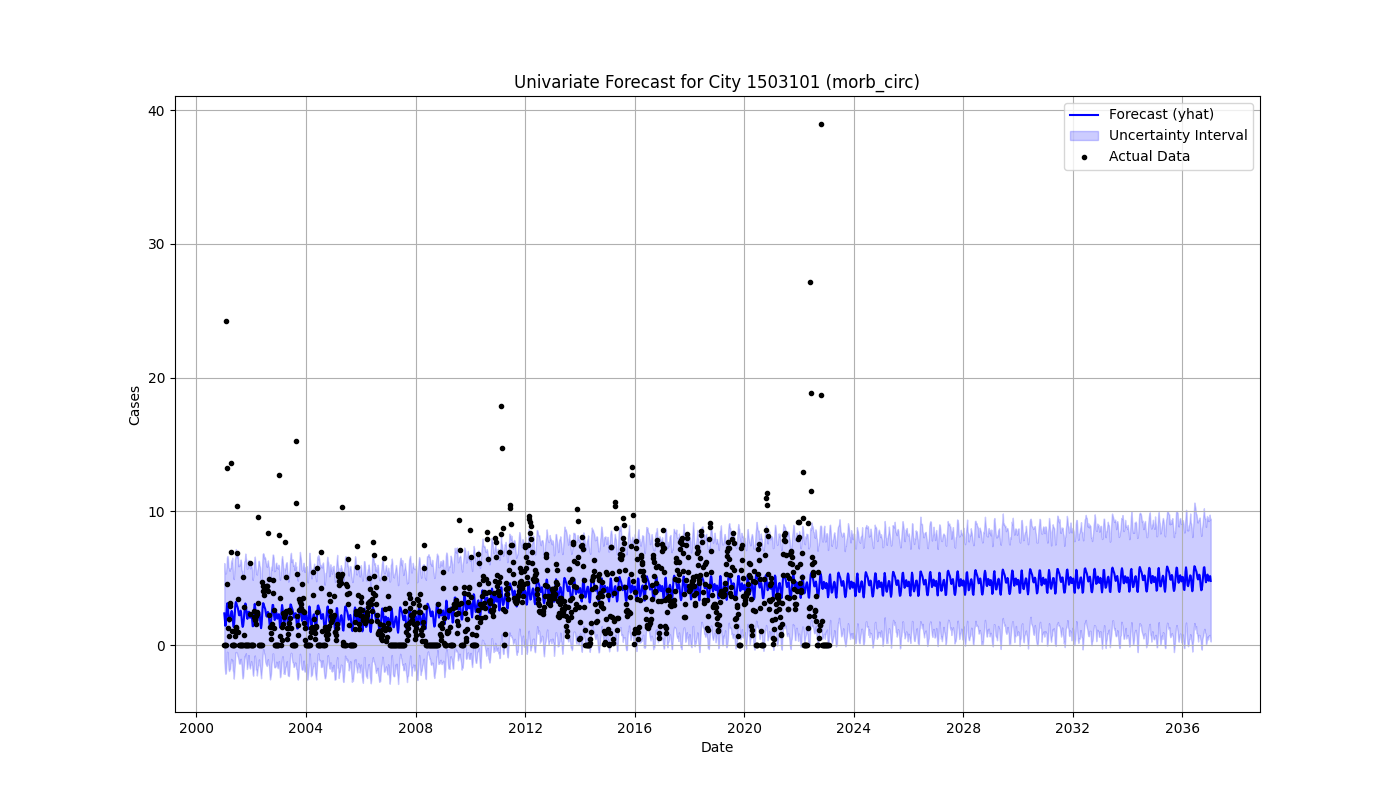 Univariate Forecast for City 1503101 (morb_circ)
Forecast (yhat)
Uncertainty Interval
Actual Data
Cases
40
30
20
10
0
2000 2004 2008 2012 2016 2020 2024 2028 2032 2036
Date